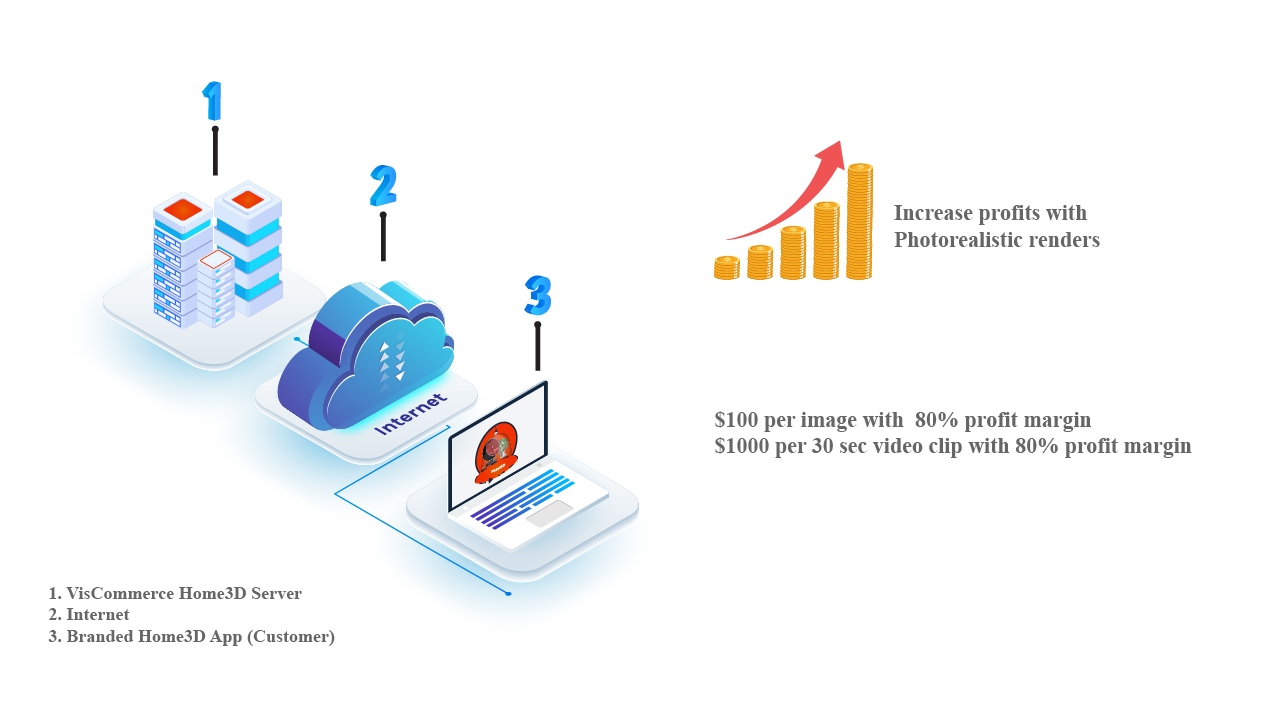 1
2
3
Internet
Increase profits with
Photorealistic renders
$100 per image with  80% profit margin
$1000 per 30 sec video clip with 80% profit margin
1. VisCommerce Home3D Server
2. Internet
3. Branded Home3D App (Customer)